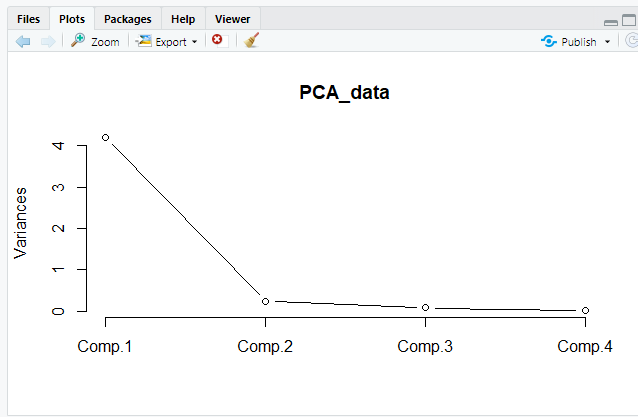 Files Plots Packages Help Viewer
Zoom Export Publish
PCA_data
Variances
4
3
2
1
0
Comp.1 Comp.2 Comp.3 Comp.4